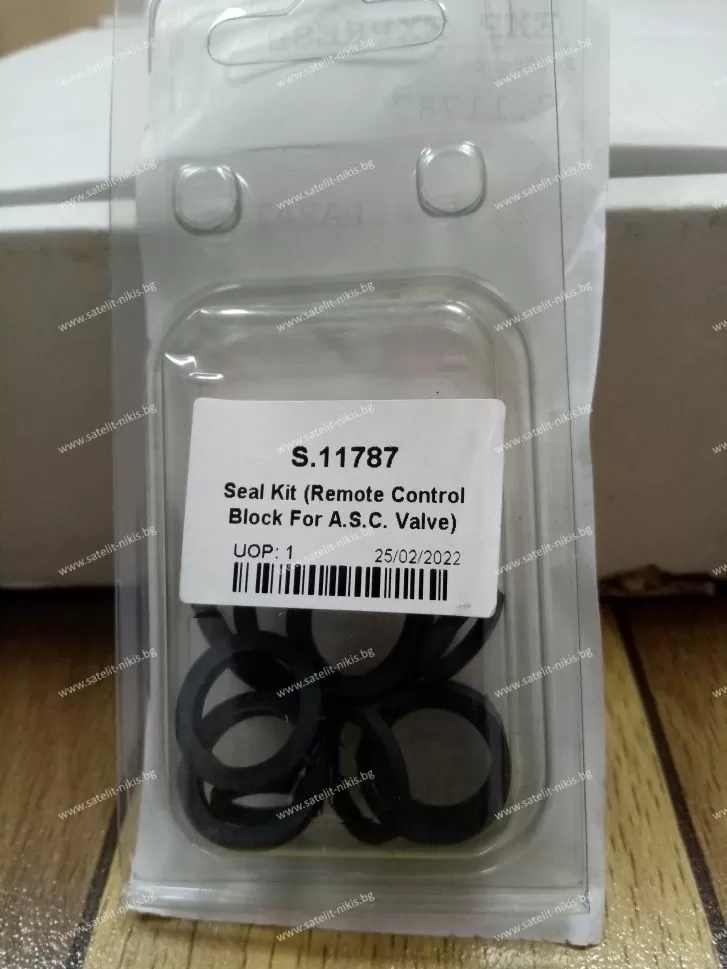 S.11787
Seal Kit (Remote Control
Block For A.S.C. Valve)
UOP: 1 25/02/2022
www.satelit-nikis.bg